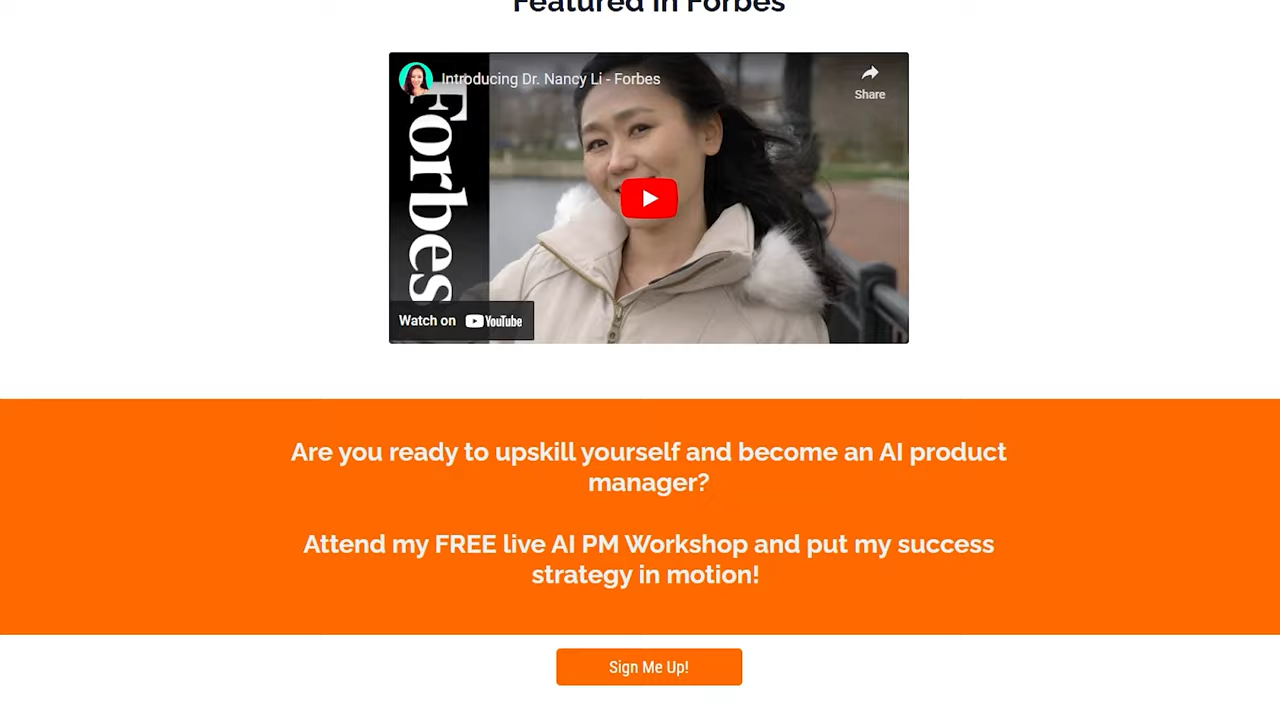 Featured in Forbes
Introducing Dr. Nancy Li - Forbes
Share
Forbes
Watch on YouTube
Are you ready to upskill yourself and become an AI product
manager?
Attend my FREE live AI PM Workshop and put my success
strategy in motion!
Sign Me Up!